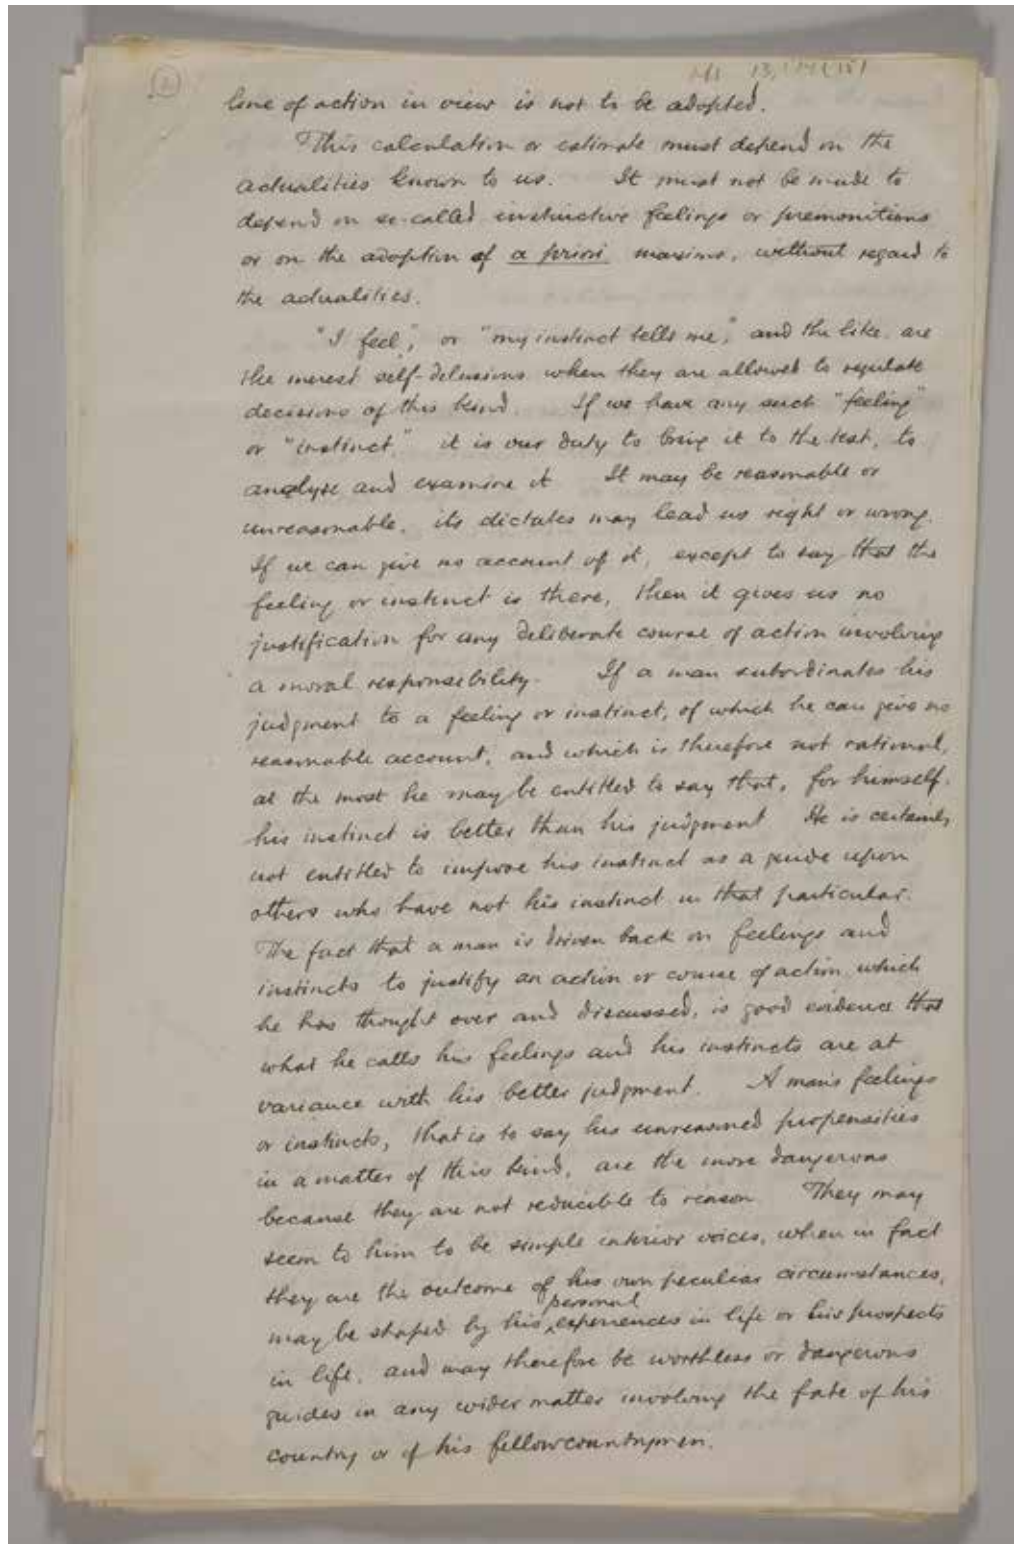 MS 13,174(15)
line of action in view is not to be adopted.
This calculation or estimate must depend on the
actualities known to us. It must not be made to
depend on so-called instinctive feelings or premonitions
or on the adoption of a priori maxims, without regard to
the actualities.
"I feel", or "my instinct tells me," and the like, are
the merest self-delusions when they are allowed to regulate
decisions of this kind. If we have any such "feeling"
or "instinct," it is our duty to bring it to the test, to
analyse and examine it. It may be reasonable or
unreasonable, its dictates may lead us right or wrong.
If we can give no account of it, except to say that the
feeling or instinct is there, then it gives us no
justification for any deliberate course of action involving
a moral responsibility. If a man subordinates his
judgment to a feeling or instinct, of which he can give no
reasonable account, and which is therefore not rational,
at the most he may be entitled to say that, for himself,
his instinct is better than his judgment. He is certainly
not entitled to impose his instinct as a guide upon
others who have not his instinct in that particular.
The fact that a man is driven back on feelings and
instincts to justify an action or course of action which
he has thought over and discussed, is good evidence that
what he calls his feelings and his instincts are at
variance with his better judgment. A man's feelings
or instincts, that is to say his unreasoned propensities
in a matter of this kind, are the more dangerous
because they are not reducible to reason. They may
seem to him to be simple interior voices, when in fact
they are the outcome of his own peculiar circumstances,
may be shaped by his personal experiences in life or his prospects
in life, and may therefore be worthless or dangerous
guides in any wider matter involving the fate of his
country or of his fellowcountrymen.